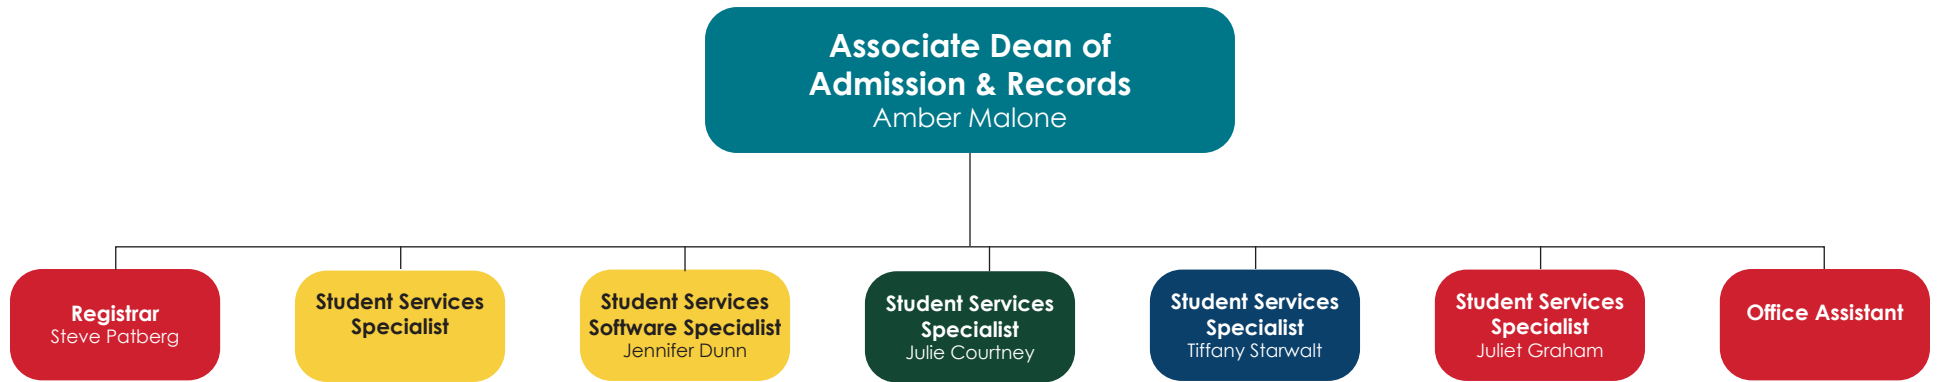 Associate Dean of
Admission & Records
Amber Malone
Registrar
Steve Patberg
Student Services
Specialist
Student Services
Software Specialist
Jennifer Dunn
Student Services
Specialist
Julie Courtney
Student Services
Specialist
Tiffany Starwalt
Student Services
Specialist
Juliet Graham
Office Assistant